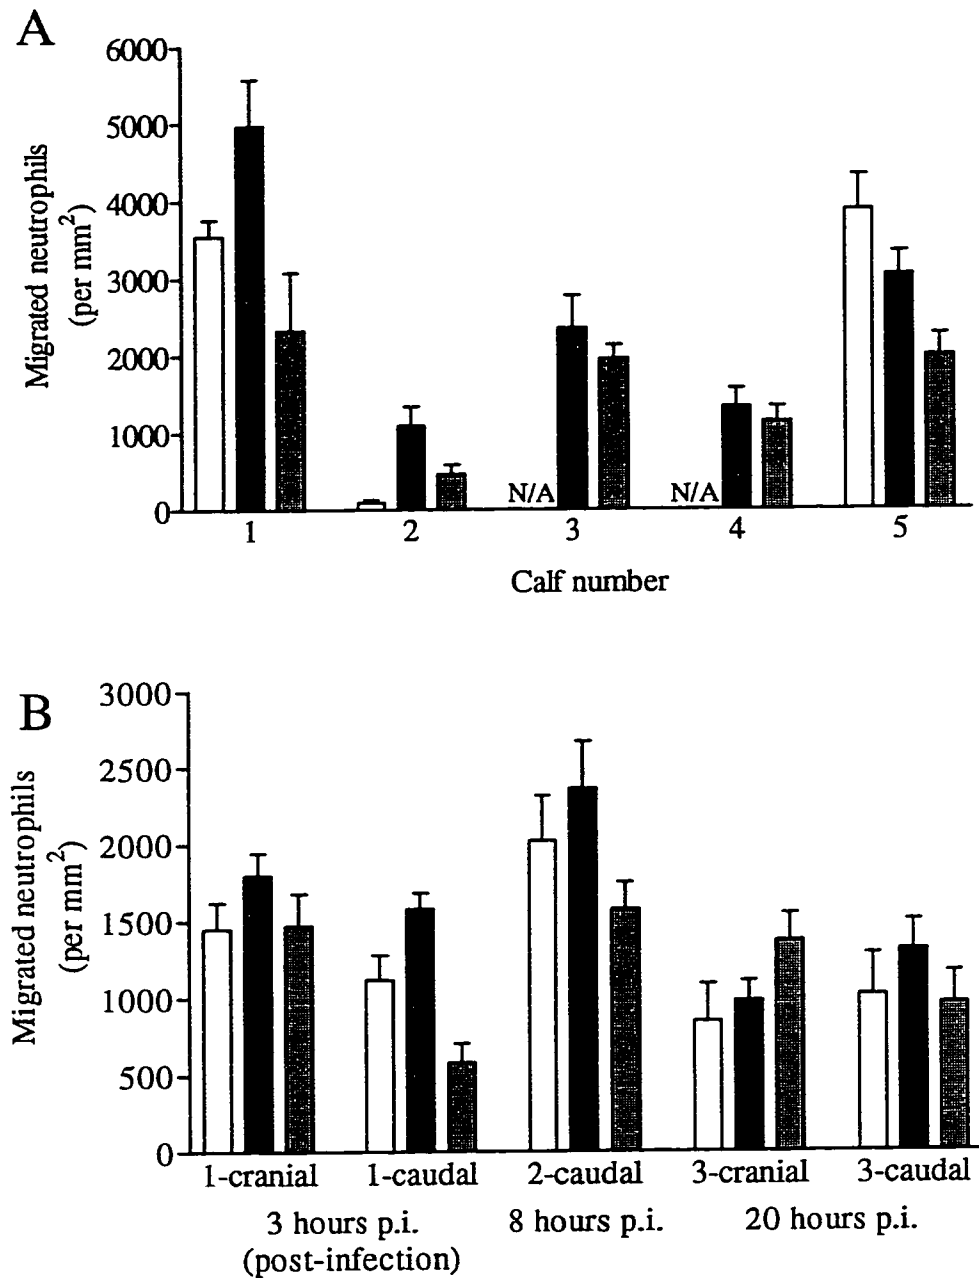 A
6000
5000
4000
3000
2000
1000
0
Migrated neutrophils
(per mm²)
N/A
N/A
1
2
3
4
5
Calf number
B
3000
2500
2000
1500
1000
500
0
Migrated neutrophils
(per mm²)
1-cranial 1-caudal 2-caudal 3-cranial 3-caudal
3 hours p.i. 8 hours p.i. 20 hours p.i.
(post-infection)